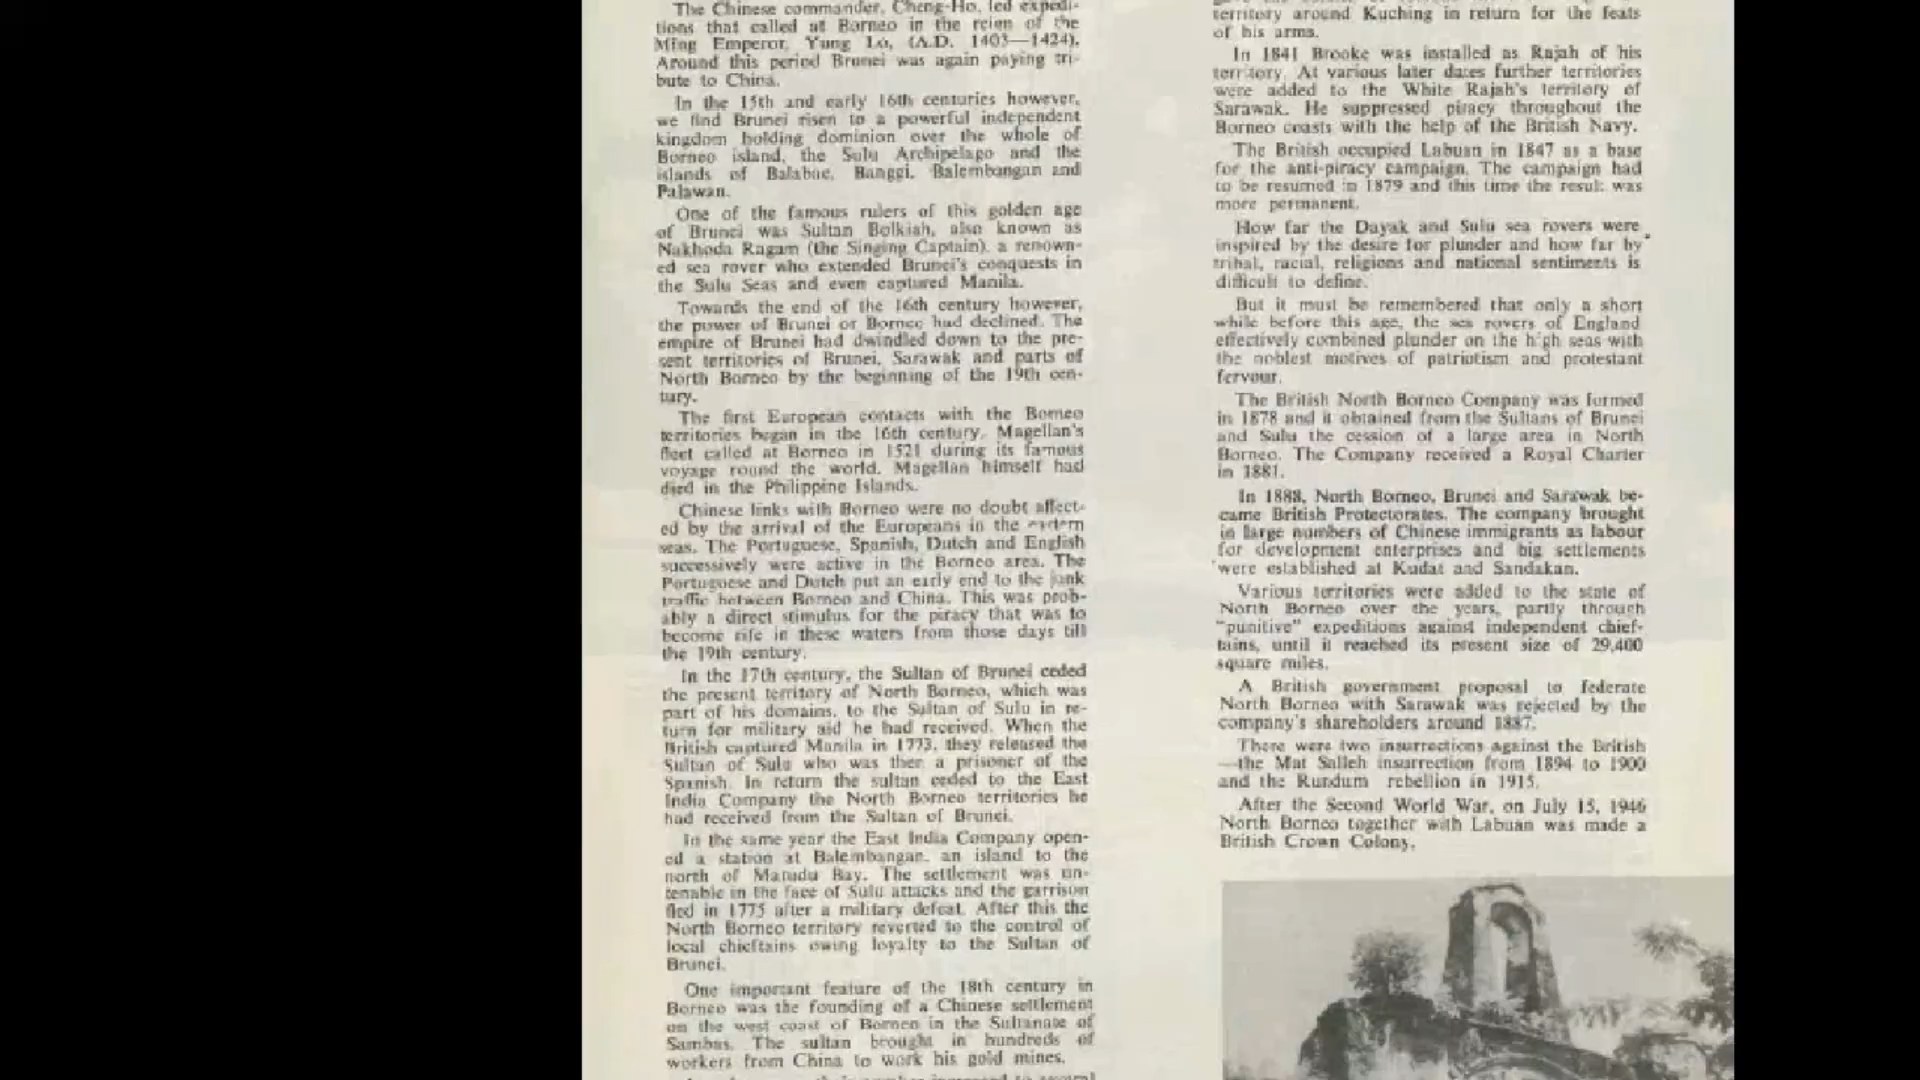 The Chinese commander, Cheng-Ho, led expedi-
tions that called at Borneo in the reign of the
Ming Emperor, Yung Lo, (A.D. 1403—1424).
Around this period Brunei was again paying tri-
bute to China.
In the 15th and early 16th centuries however,
we find Brunei risen to a powerful independent
kingdom holding dominion over the whole of
Borneo island, the Sulu Archipelago and the
islands of Balabac, Banggi, Balembangan and
Palawan.
One of the famous rulers of this golden age
of Brunei was Sultan Bolkiah, also known as
Nakhoda Ragam (the Singing Captain), a renown-
ed sea rover who extended Brunei's conquests in
the Sulu Seas and even captured Manila.
Towards the end of the 16th century however,
the power of Brunei or Borneo had declined. The
empire of Brunei had dwindled down to the pre-
sent territories of Brunei, Sarawak and parts of
North Borneo by the beginning of the 19th cen-
tury.
The first European contacts with the Borneo
territories began in the 16th century. Magellan's
fleet called at Borneo in 1521 during its famous
voyage round the world. Magellan himself had
died in the Philippine Islands.
Chinese links with Borneo were no doubt affect-
ed by the arrival of the Europeans in the eastern
seas. The Portuguese, Spanish, Dutch and English
successively were active in the Borneo area. The
Portuguese and Dutch put an early end to the junk
traffic between Borneo and China. This was prob-
ably a direct stimulus for the piracy that was to
become rife in these waters from those days till
the 19th century.
In the 17th century, the Sultan of Brunei ceded
the present territory of North Borneo, which was
part of his domains, to the Sultan of Sulu in re-
turn for military aid he had received. When the
British captured Manila in 1773, they released the
Sultan of Sulu who was then a prisoner of the
Spanish. In return the sultan ceded to the East
India Company the North Borneo territories he
had received from the Sultan of Brunei.
In the same year the East India Company open-
ed a station at Balembangan, an island to the
north of Marudu Bay. The settlement was un-
tenable in the face of Sulu attacks and the garrison
fled in 1775 after a military defeat. After this the
North Borneo territory reverted to the control of
local chieftains owing loyalty to the Sultan of
Brunei.
One important feature of the 18th century in
Borneo was the founding of a Chinese settlement
on the west coast of Borneo in the Sultanate of
Sambas. The sultan brought in hundreds of
workers from China to work his gold mines.
territory around Kuching in return for the feats
of his arms.
In 1841 Brooke was installed as Rajah of his
territory. At various later dates further territories
were added to the White Rajah's territory of
Sarawak. He suppressed piracy throughout the
Borneo coasts with the help of the British Navy.
The British occupied Labuan in 1847 as a base
for the anti-piracy campaign. The campaign had
to be resumed in 1879 and this time the result was
more permanent.
How far the Dayak and Sulu sea rovers were
inspired by the desire for plunder and how far by
tribal, racial, religions and national sentiments is
difficult to define.
But it must be remembered that only a short
while before this age, the sea rovers of England
effectively combined plunder on the high seas with
the noblest motives of patriotism and protestant
fervour.
The British North Borneo Company was formed
in 1878 and it obtained from the Sultans of Brunei
and Sulu the cession of a large area in North
Borneo. The Company received a Royal Charter
in 1881.
In 1888, North Borneo, Brunei and Sarawak be-
came British Protectorates. The company brought
in large numbers of Chinese immigrants as labour
for development enterprises and big settlements
were established at Kudat and Sandakan.
Various territories were added to the state of
North Borneo over the years, partly through
"punitive" expeditions against independent chief-
tains, until it reached its present size of 29,400
square miles.
A British government proposal to federate
North Borneo with Sarawak was rejected by the
company's shareholders around 1887.
There were two insurrections against the British
—the Mat Salleh insurrection from 1894 to 1900
and the Rundum rebellion in 1915.
After the Second World War, on July 15, 1946
North Borneo together with Labuan was made a
British Crown Colony.